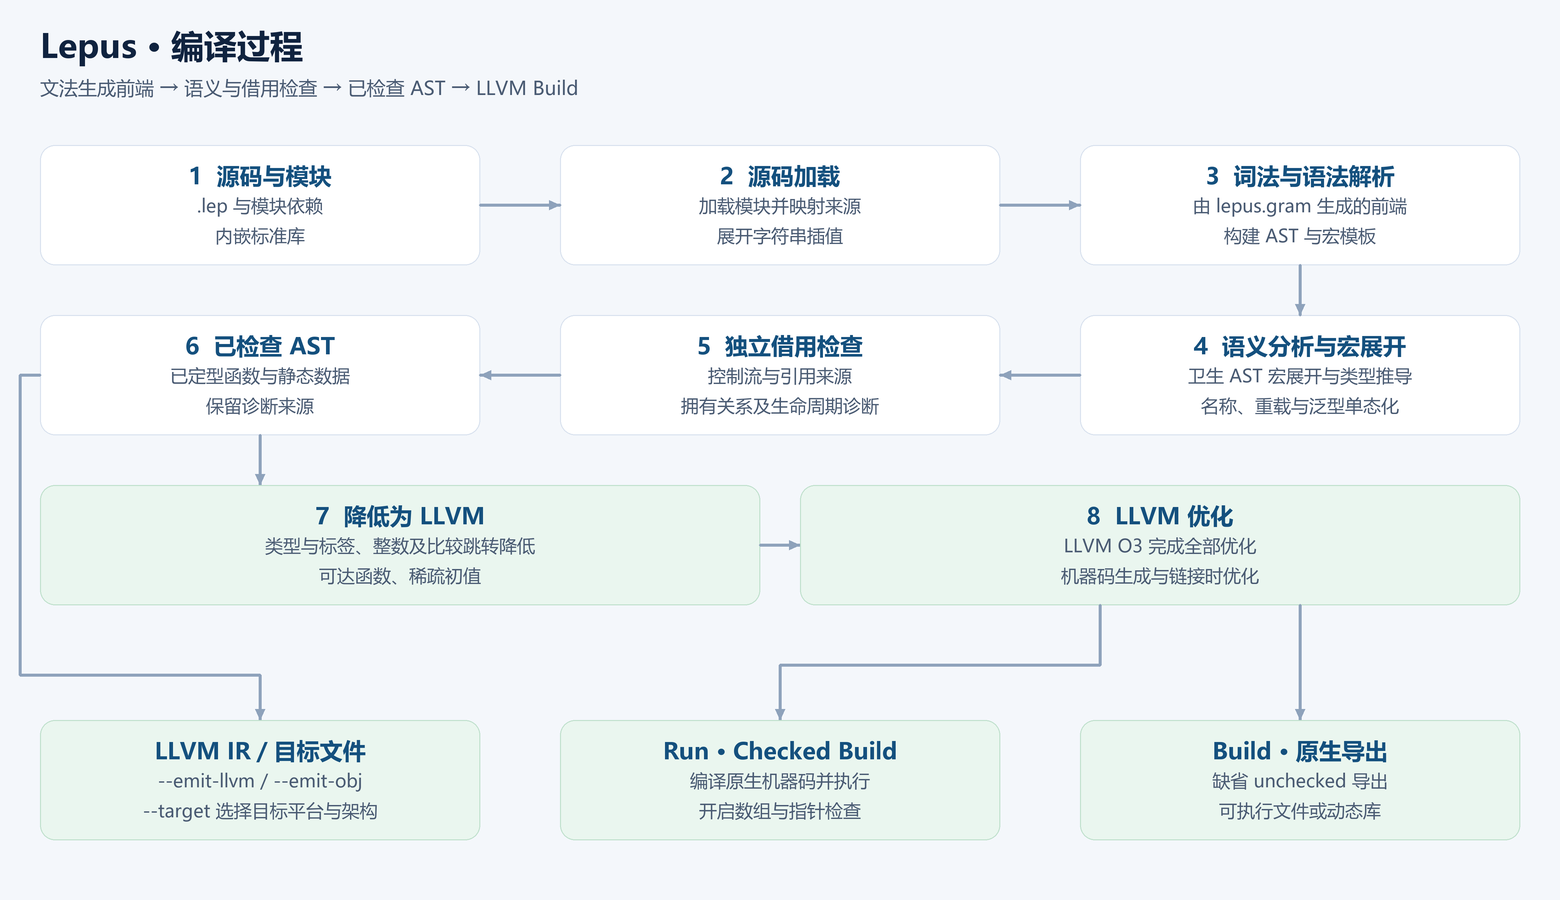 Lepus • 编译过程
文法生成前端 → 语义与借用检查 → 已检查 AST → LLVM Build
1 源码与模块
.lep 与模块依赖
内嵌标准库
2 源码加载
加载模块并映射来源
展开字符串插值
3 词法与语法解析
由 lepus.gram 生成的前端
构建 AST 与宏模板
6 已检查 AST
已定型函数与静态数据
保留诊断来源
5 独立借用检查
控制流与引用来源
拥有关系及生命周期诊断
4 语义分析与宏展开
卫生 AST 宏展开与类型推导
名称、重载与泛型单态化
7 降低为 LLVM
类型与标签、整数及比较跳转降低
可达函数、稀疏初值
8 LLVM 优化
LLVM O3 完成全部优化
机器码生成与链接时优化
LLVM IR / 目标文件
--emit-llvm / --emit-obj
--target 选择目标平台与架构
Run • Checked Build
编译原生机器码并执行
开启数组与指针检查
Build • 原生导出
缺省 unchecked 导出
可执行文件或动态库